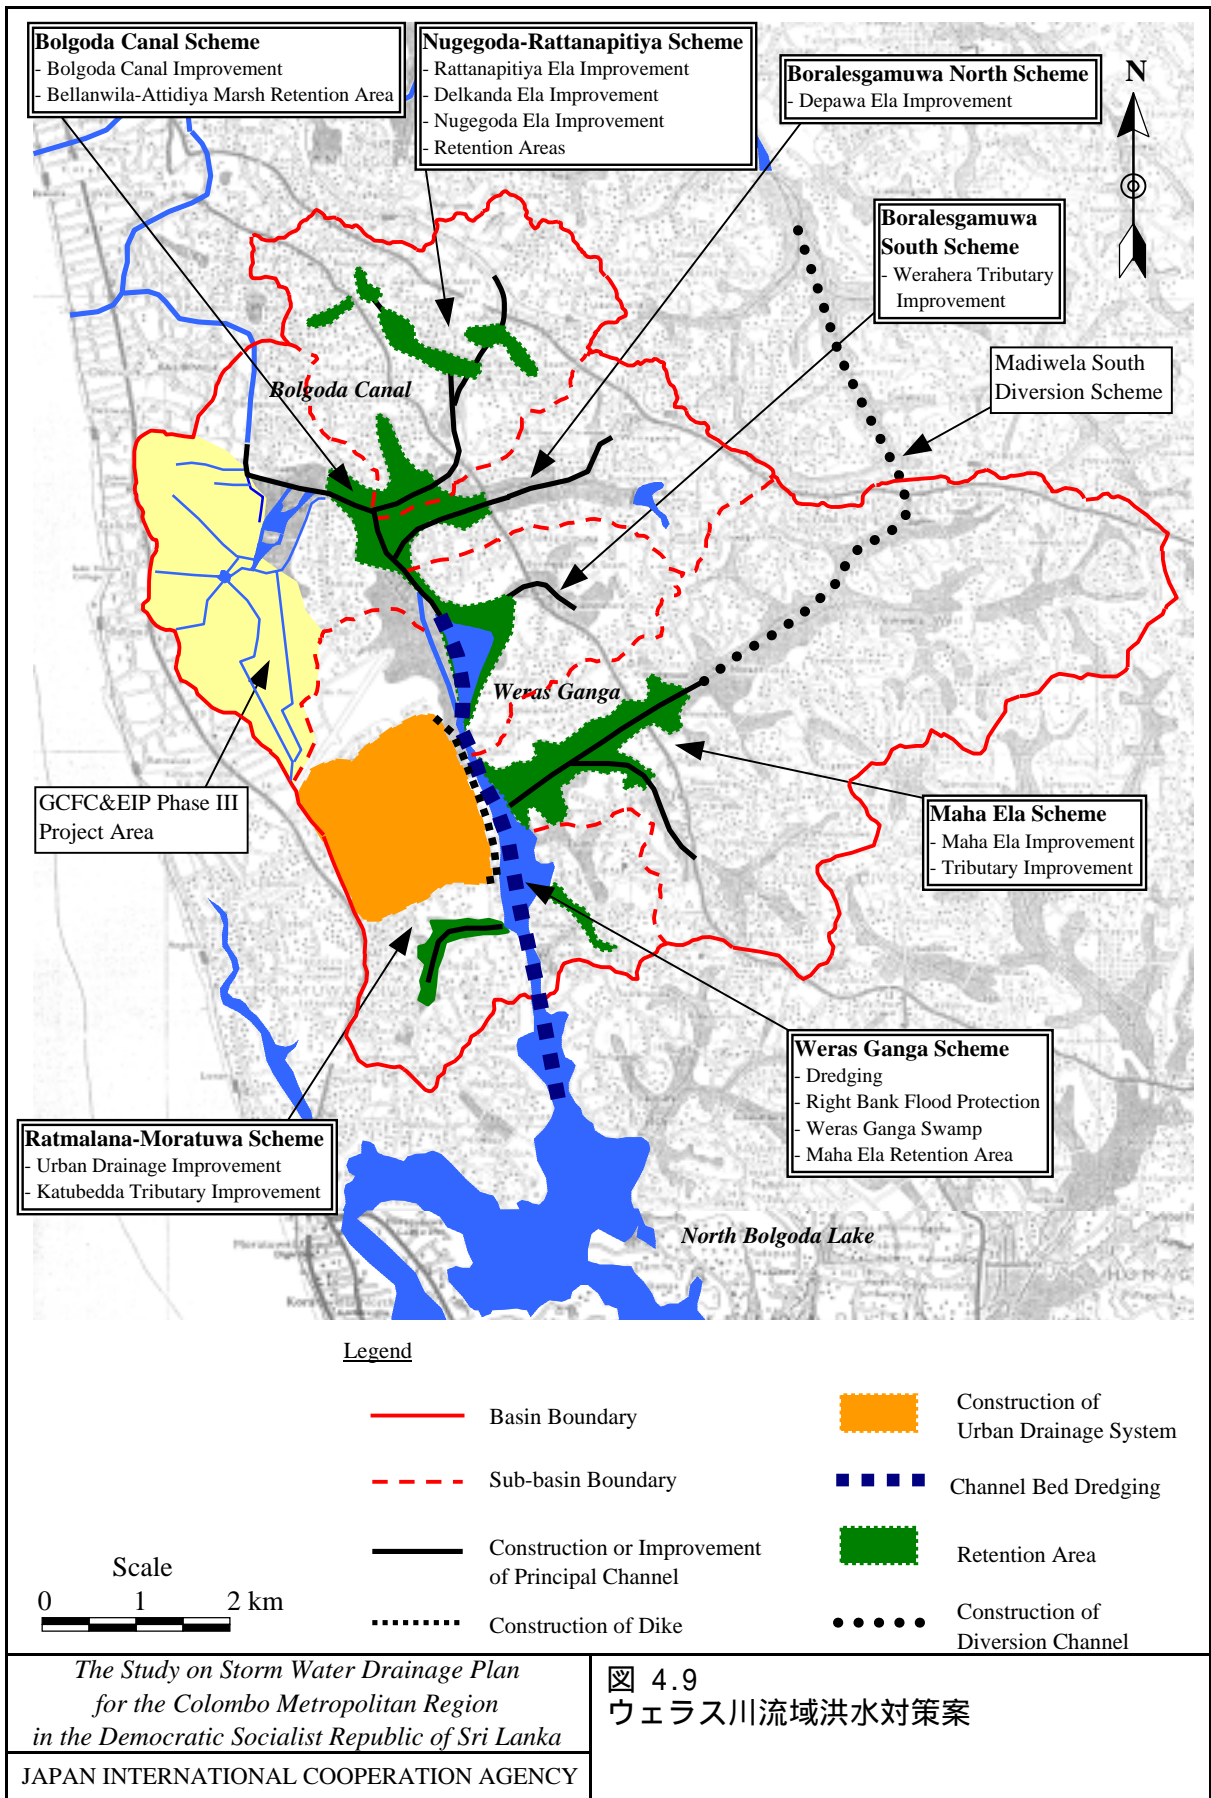 Bolgoda Canal Scheme
- Bolgoda Canal Improvement
- Bellanwila-Attidiya Marsh Retention Area
Nugegoda-Rattanapitiya Scheme
- Rattanapitiya Ela Improvement
- Delkanda Ela Improvement
- Nugegoda Ela Improvement
- Retention Areas
Boralesgamuwa North Scheme
- Depawa Ela Improvement
N
Boralesgamuwa
South Scheme
- Werahera Tributary
Improvement
Madiwela South
Diversion Scheme
Bolgoda Canal
Weras Ganga
GCFC&EIP Phase III
Project Area
Maha Ela Scheme
- Maha Ela Improvement
- Tributary Improvement
Weras Ganga Scheme
- Dredging
- Right Bank Flood Protection
- Weras Ganga Swamp
- Maha Ela Retention Area
Ratmalana-Moratuwa Scheme
- Urban Drainage Improvement
- Katubedda Tributary Improvement
North Bolgoda Lake
Legend
Basin Boundary
Sub-basin Boundary
Construction or Improvement
of Principal Channel
Construction of Dike
Construction of
Urban Drainage System
Channel Bed Dredging
Retention Area
Construction of
Diversion Channel
Scale
0 1 2 km
The Study on Storm Water Drainage Plan
for the Colombo Metropolitan Region
in the Democratic Socialist Republic of Sri Lanka
JAPAN INTERNATIONAL COOPERATION AGENCY
図 4.9
ウェラス川流域洪水対策案